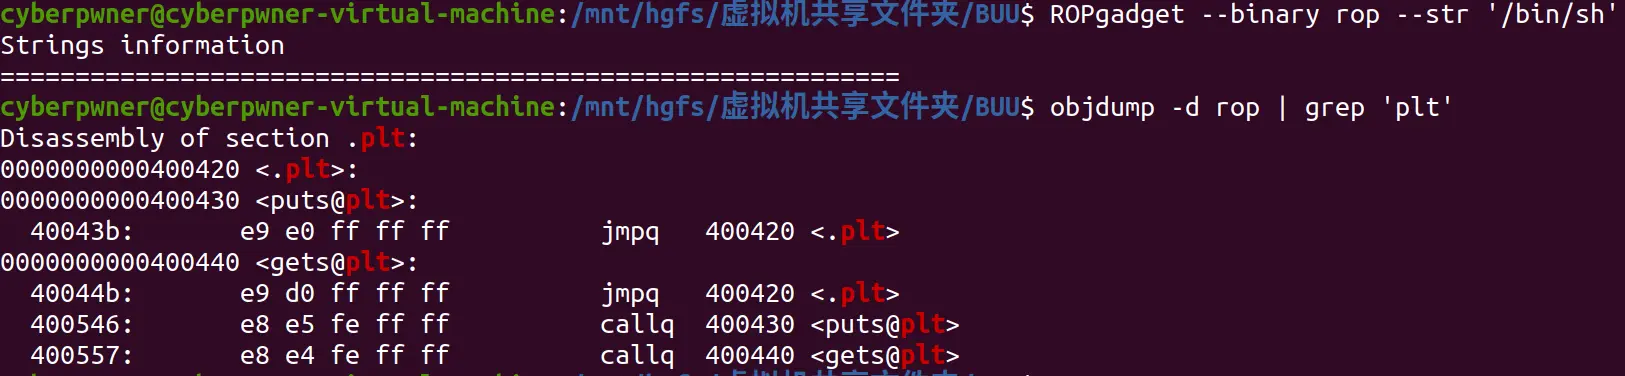 cyberpwner@cyberpwner-virtual-machine:/mnt/hgfs/虚拟机共享文件夹/BUU$ ROPgadget --binary rop --str '/bin/sh'
Strings information
============================================================
cyberpwner@cyberpwner-virtual-machine:/mnt/hgfs/虚拟机共享文件夹/BUU$ objdump -d rop | grep 'plt'
Disassembly of section .plt:
0000000000400420 <.plt>:
0000000000400430 <puts@plt>:
  40043b:       e9 e0 ff ff ff          jmpq   400420 <.plt>
0000000000400440 <gets@plt>:
  40044b:       e9 d0 ff ff ff          jmpq   400420 <.plt>
  400546:       e8 e5 fe ff ff          callq  400430 <puts@plt>
  400557:       e8 e4 fe ff ff          callq  400440 <gets@plt>